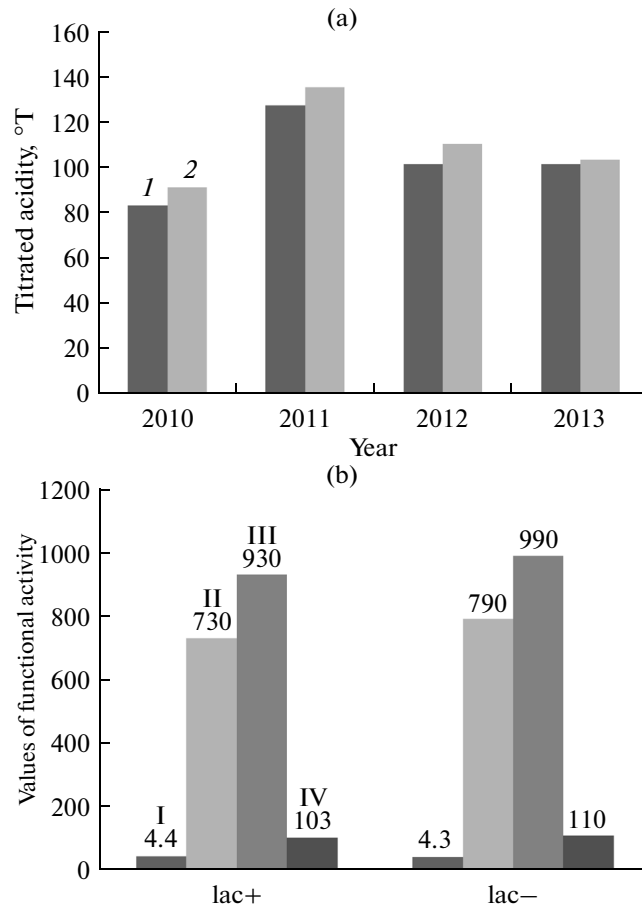 (a)
160
140
120
100
80
60
40
20
0
Titrated acidity, °T
1 2
2010 2011 2012 2013
Year
(b)
1200
1000
800
600
400
200
0
Values of functional activity
I
4.4
II
730
III
930
IV
103
4.3
790
990
110
lac+ lac–